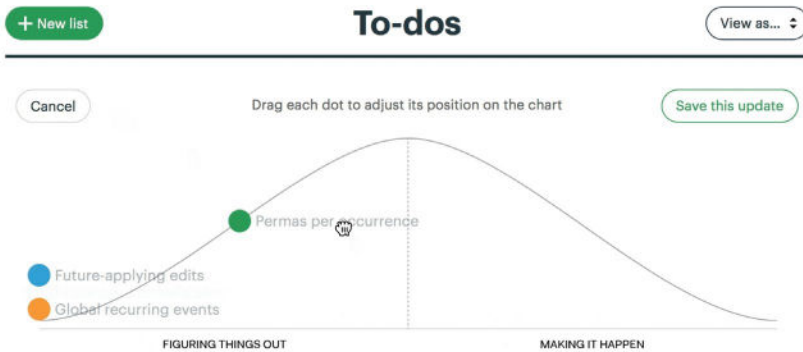 + New list
To-dos
View as...
Cancel
Drag each dot to adjust its position on the chart
Save this update
Permas per occurrence
Future-applying edits
Global recurring events
FIGURING THINGS OUT
MAKING IT HAPPEN